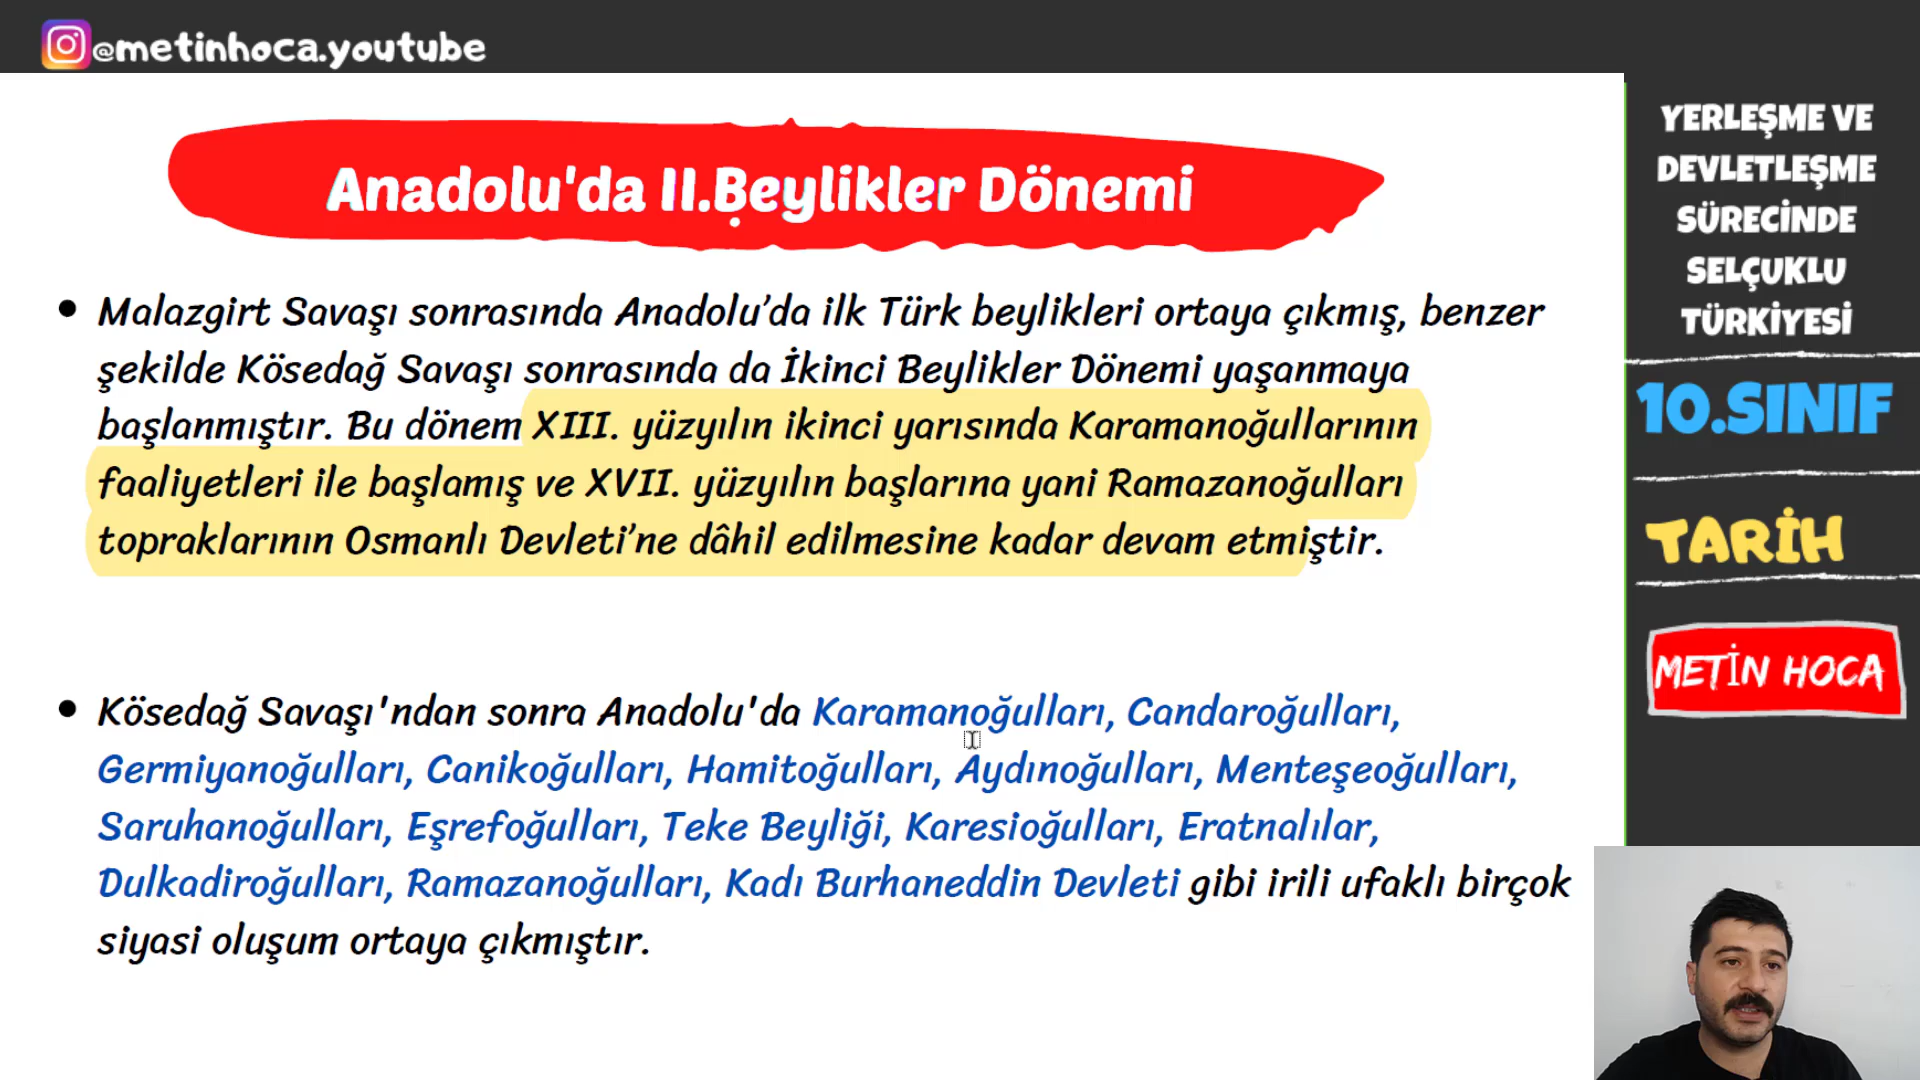 @metinhoca.youtube
Anadolu'da II.Beylikler Dönemi
Malazgirt Savaşı sonrasında Anadolu’da ilk Türk beylikleri ortaya çıkmış, benzer
şekilde Kösedağ Savaşı sonrasında da İkinci Beylikler Dönemi yaşanmaya
başlanmıştır. Bu dönem XIII. yüzyılın ikinci yarısında Karamanoğullarının
faaliyetleri ile başlamış ve XVII. yüzyılın başlarına yani Ramazanoğulları
topraklarının Osmanlı Devleti’ne dâhil edilmesine kadar devam etmiştir.
Kösedağ Savaşı'ndan sonra Anadolu'da Karamanoğulları, Candaroğulları,
Germiyanoğulları, Canikoğulları, Hamitoğulları, Aydınoğulları, Menteşeoğulları,
Saruhanoğulları, Eşrefoğulları, Teke Beyliği, Karesioğulları, Eratnalılar,
Dulkadiroğulları, Ramazanoğulları, Kadı Burhaneddin Devleti gibi irili ufaklı birçok
siyasi oluşum ortaya çıkmıştır.
YERLEŞME VE
DEVLETLEŞME
SÜRECİNDE
SELÇUKLU
TÜRKİYESİ
10.SINIF
TARİH
METİN HOCA